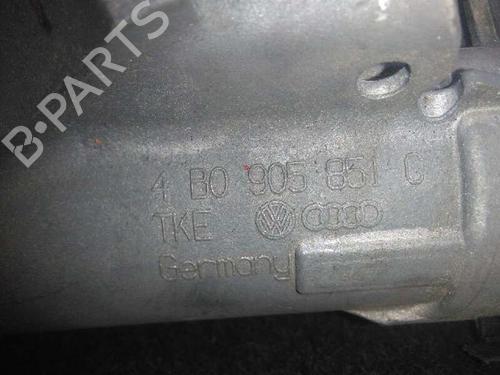 B-PARTS
4 B0 905 851 G
TKE
Germany